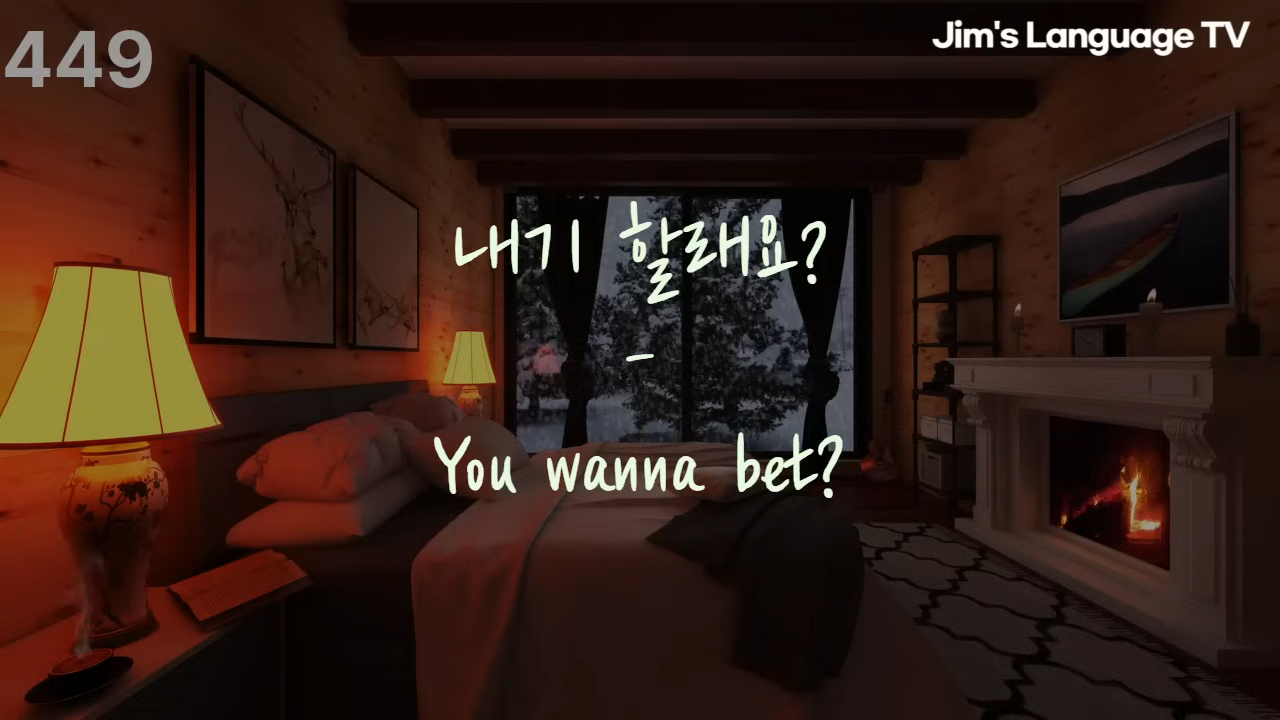 449
Jim's Language TV
내기 할래요?
-
You wanna bet?